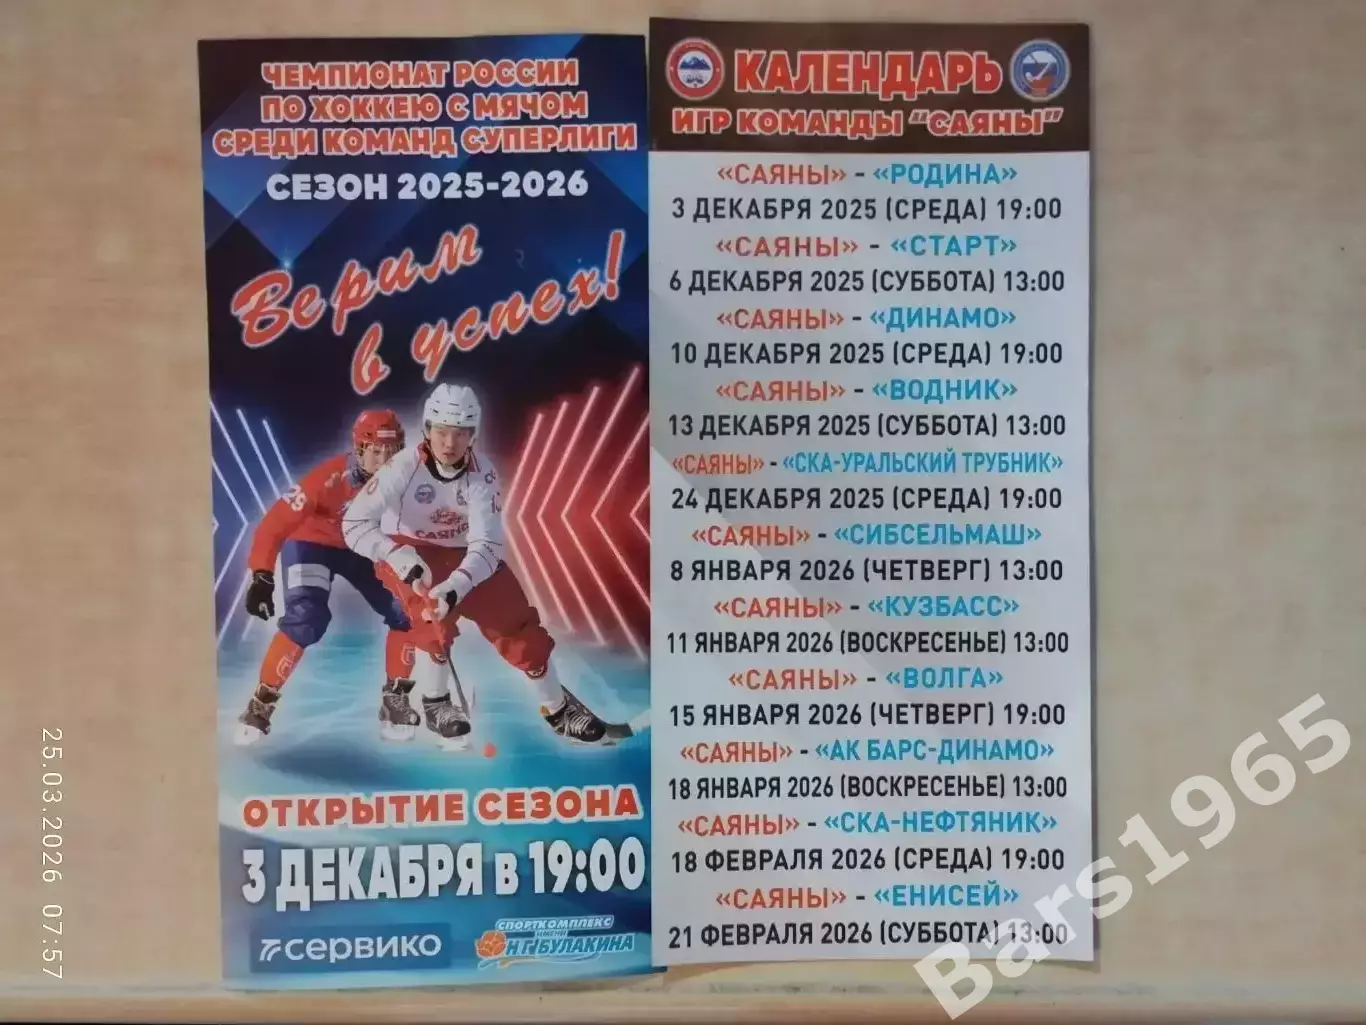 ЧЕМПИОНАТ РОССИИ
ПО ХОККЕЮ С МЯЧОМ
СРЕДИ КОМАНД СУПЕРЛИГИ
СЕЗОН 2025-2026
Верим
в успех!
29
САЯНЫ
ОТКРЫТИЕ СЕЗОНА
3 ДЕКАБРЯ в 19:00
СЕРВИКО
СПОРТКОМПЛЕКС
ИМЕНИ
Н.Г. БУЛАКИНА
КАЛЕНДАРЬ
ИГР КОМАНДЫ "САЯНЫ"
«САЯНЫ» - «РОДИНА»
3 ДЕКАБРЯ 2025 (СРЕДА) 19:00
«САЯНЫ» - «СТАРТ»
6 ДЕКАБРЯ 2025 (СУББОТА) 13:00
«САЯНЫ» - «ДИНАМО»
10 ДЕКАБРЯ 2025 (СРЕДА) 19:00
«САЯНЫ» - «ВОДНИК»
13 ДЕКАБРЯ 2025 (СУББОТА) 13:00
«САЯНЫ» - «СКА-УРАЛЬСКИЙ ТРУБНИК»
24 ДЕКАБРЯ 2025 (СРЕДА) 19:00
«САЯНЫ» - «СИБСЕЛЬМАШ»
8 ЯНВАРЯ 2026 (ЧЕТВЕРГ) 13:00
«САЯНЫ» - «КУЗБАСС»
11 ЯНВАРЯ 2026 (ВОСКРЕСЕНЬЕ) 13:00
«САЯНЫ» - «ВОЛГА»
15 ЯНВАРЯ 2026 (ЧЕТВЕРГ) 19:00
«САЯНЫ» - «АК БАРС-ДИНАМО»
18 ЯНВАРЯ 2026 (ВОСКРЕСЕНЬЕ) 13:00
«САЯНЫ» - «СКА-НЕФТЯНИК»
18 ФЕВРАЛЯ 2026 (СРЕДА) 19:00
«САЯНЫ» - «ЕНИСЕЙ»
21 ФЕВРАЛЯ 2026 (СУББОТА) 13:00
25.03.2026 07:57
Bars1965